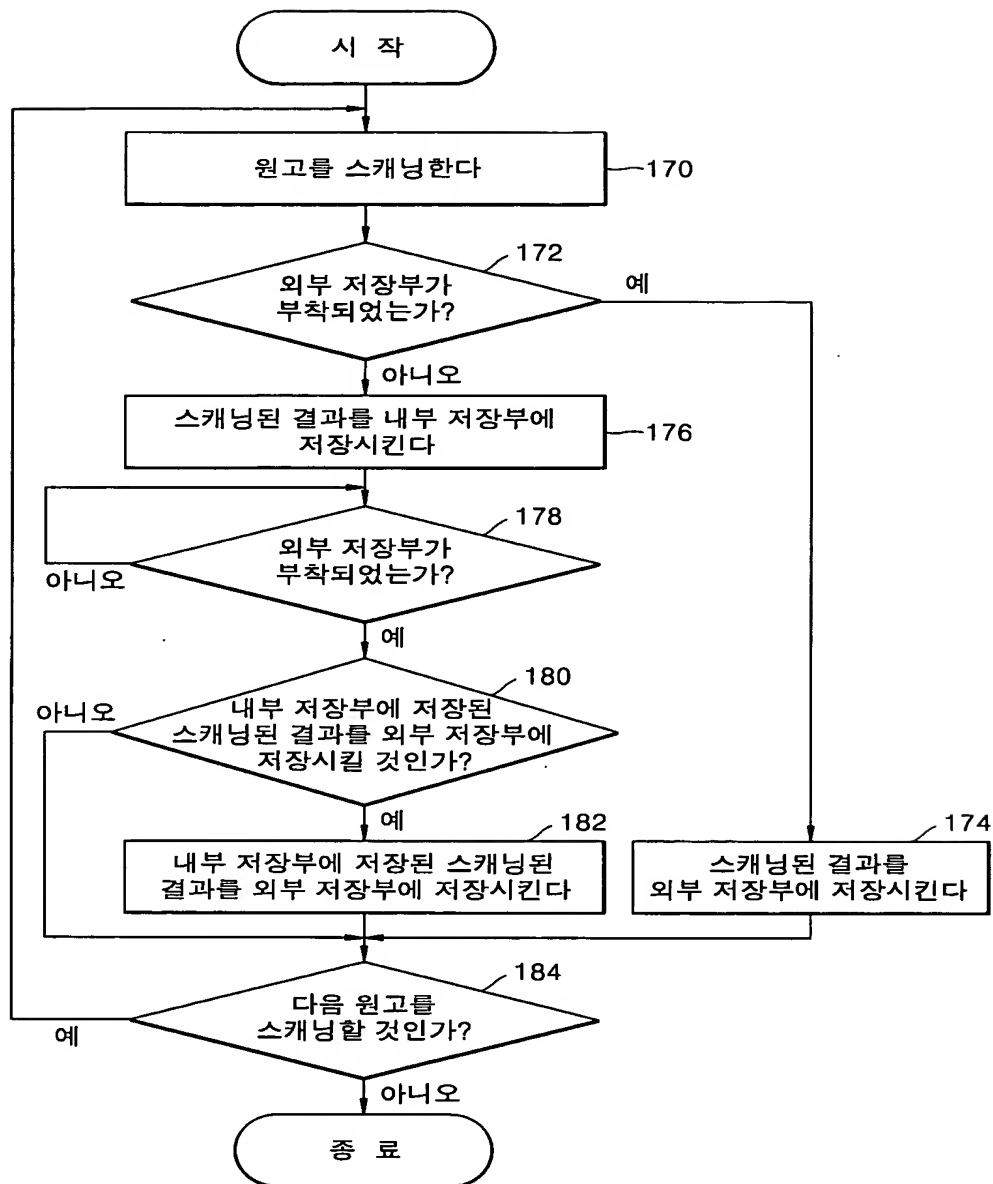 시 작
원고를 스캐닝한다
170
172
외부 저장부가
부착되었는가?
예
아니오
스캐닝된 결과를 내부 저장부에
저장시킨다
176
178
외부 저장부가
부착되었는가?
아니오
예
180
내부 저장부에 저장된
스캐닝된 결과를 외부 저장부에
저장시킬 것인가?
아니오
예
182
내부 저장부에 저장된 스캐닝된
결과를 외부 저장부에 저장시킨다
174
스캐닝된 결과를
외부 저장부에 저장시킨다
184
다음 원고를
스캐닝할 것인가?
예
아니오
종 료